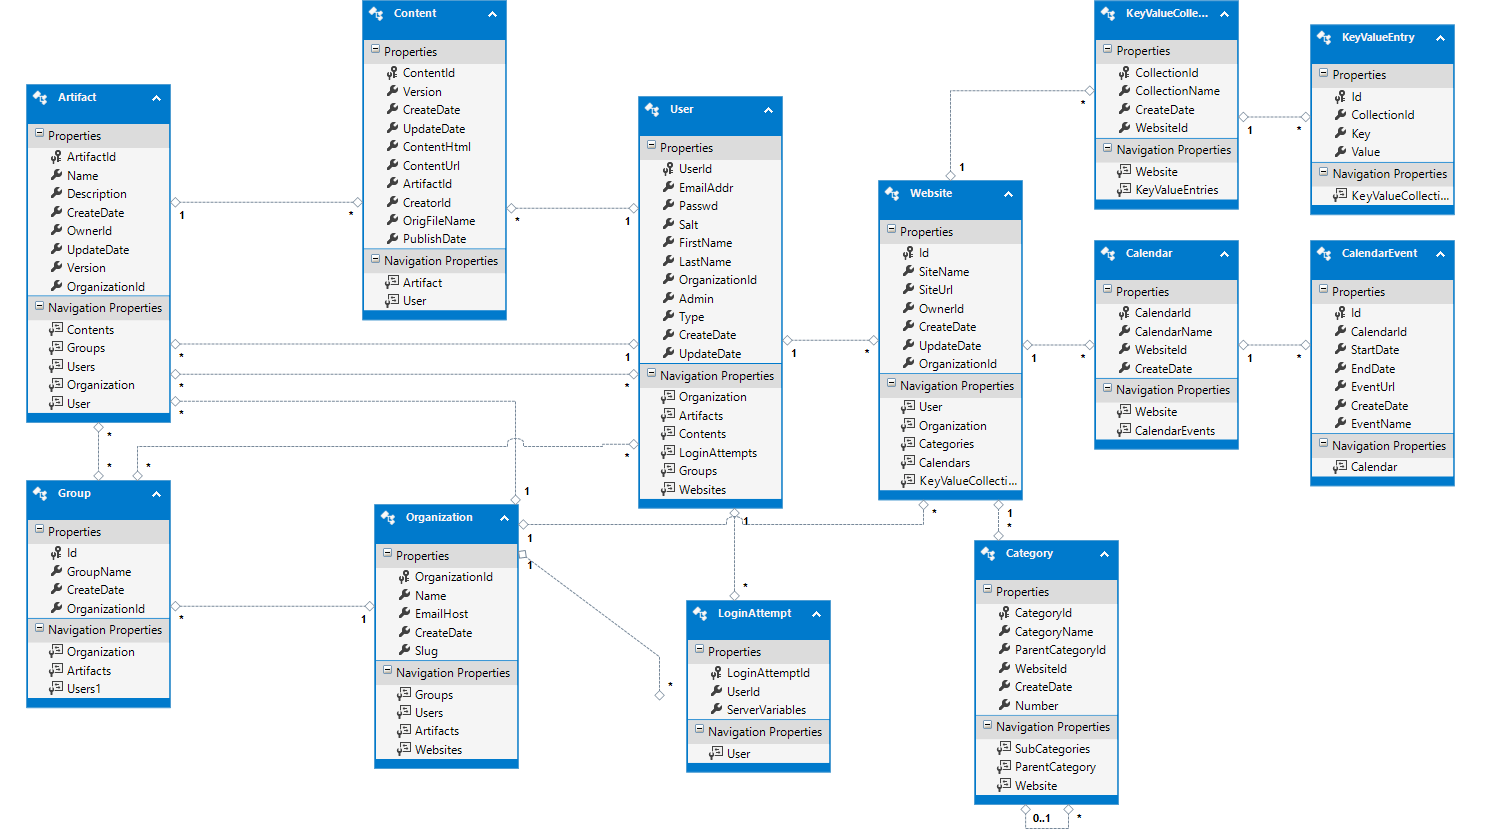 Content
Properties
ContentId
Version
CreateDate
UpdateDate
ContentHtml
ContentUrl
ArtifactId
CreatorId
OrigFileName
PublishDate
Navigation Properties
Artifact
User
Artifact
Properties
ArtifactId
Name
Description
CreateDate
OwnerId
UpdateDate
Version
OrganizationId
Navigation Properties
Contents
Groups
Users
Organization
User
User
Properties
UserId
EmailAddr
Passwd
Salt
FirstName
LastName
OrganizationId
Admin
Type
CreateDate
UpdateDate
Navigation Properties
Organization
Artifacts
Contents
LoginAttempts
Groups
Websites
Website
Properties
Id
SiteName
SiteUrl
OwnerId
CreateDate
UpdateDate
OrganizationId
Navigation Properties
User
Organization
Categories
Calendars
KeyValueCollecti...
KeyValueColle...
Properties
CollectionId
CollectionName
CreateDate
WebsiteId
Navigation Properties
Website
KeyValueEntries
KeyValueEntry
Properties
Id
CollectionId
Key
Value
Navigation Properties
KeyValueCollecti...
Calendar
Properties
CalendarId
CalendarName
WebsiteId
CreateDate
Navigation Properties
Website
CalendarEvents
CalendarEvent
Properties
Id
CalendarId
StartDate
EndDate
EventUrl
CreateDate
EventName
Navigation Properties
Calendar
Group
Properties
Id
GroupName
CreateDate
OrganizationId
Navigation Properties
Organization
Artifacts
Users1
Organization
Properties
OrganizationId
Name
EmailHost
CreateDate
Slug
Navigation Properties
Groups
Users
Artifacts
Websites
LoginAttempt
Properties
LoginAttemptId
UserId
ServerVariables
Navigation Properties
User
Category
Properties
CategoryId
CategoryName
ParentCategoryId
WebsiteId
CreateDate
Number
Navigation Properties
SubCategories
ParentCategory
Website
1
*
*
1
*
1
*
*
*
*
*
*
*
1
1
1
*
1
*
1
*
1
*
1
*
1
*
1
*
1
*
1
*
*
1
0..1
*